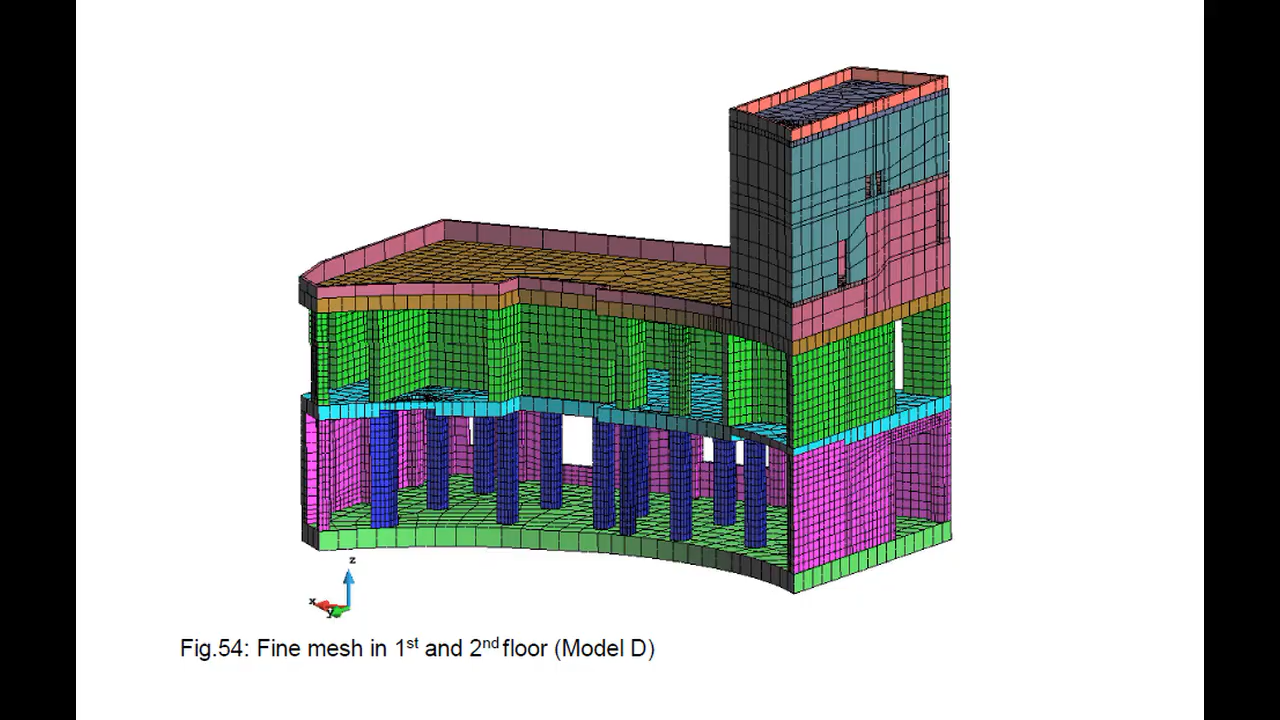 z
x
y
Fig.54: Fine mesh in 1st and 2nd floor (Model D)